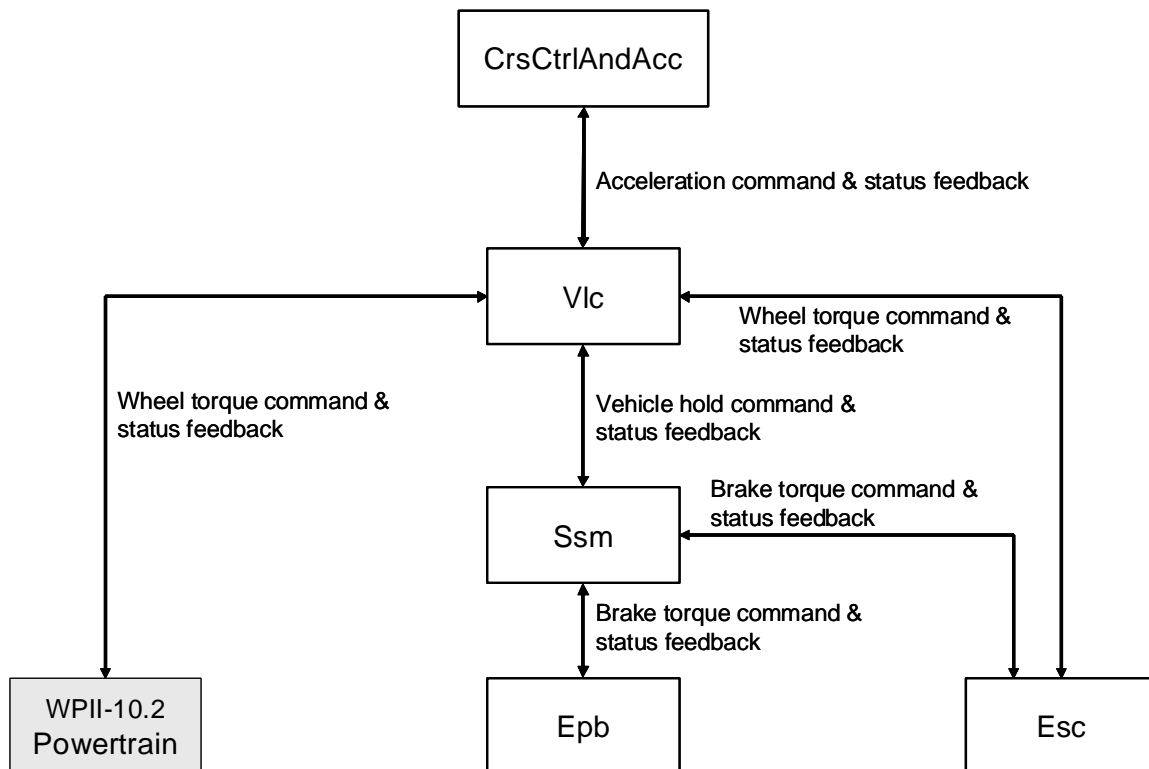 CrsCtrlAndAcc
Acceleration command & status feedback
Vlc
Wheel torque command &
status feedback
Wheel torque command &
status feedback
Vehicle hold command &
status feedback
Brake torque command &
status feedback
Ssm
Brake torque command &
status feedback
WPII-10.2
Powertrain
Epb
Esc